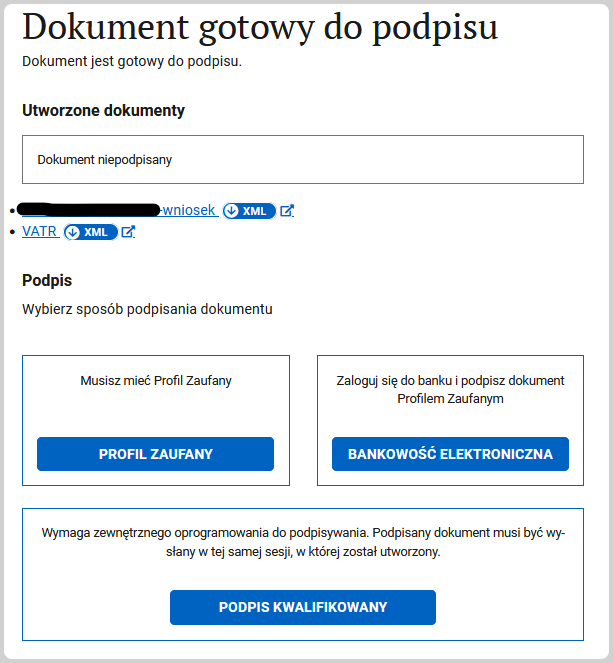 Dokument gotowy do podpisu
Dokument jest gotowy do podpisu.
Utworzone dokumenty
Dokument niepodpisany
-wniosek XML
VATR XML
Podpis
Wybierz sposób podpisania dokumentu
Musisz mieć Profil Zaufany
PROFIL ZAUFANY
Zaloguj się do banku i podpisz dokument
Profilem Zaufanym
BANKOWOŚĆ ELEKTRONICZNA
Wymaga zewnętrznego oprogramowania do podpisywania. Podpisany dokument musi być wy-
słany w tej samej sesji, w której został utworzony.
PODPIS KWALIFIKOWANY